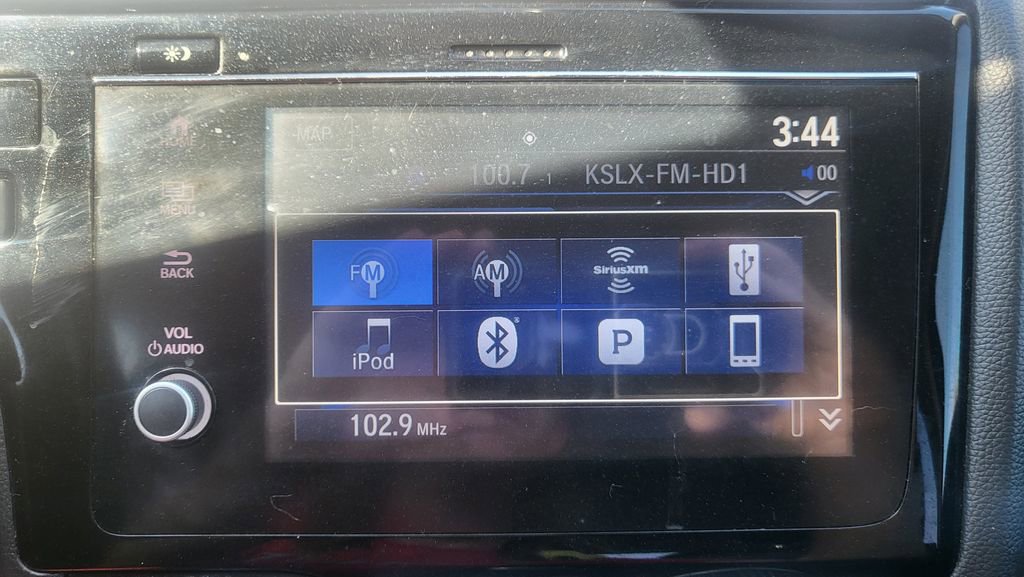 MAP
3:44
HOME
100.7 1 KSLX-FM-HD1 00
MENU
FM AM SiriusXM
BACK
iPod P
VOL
AUDIO
102.9 MHz